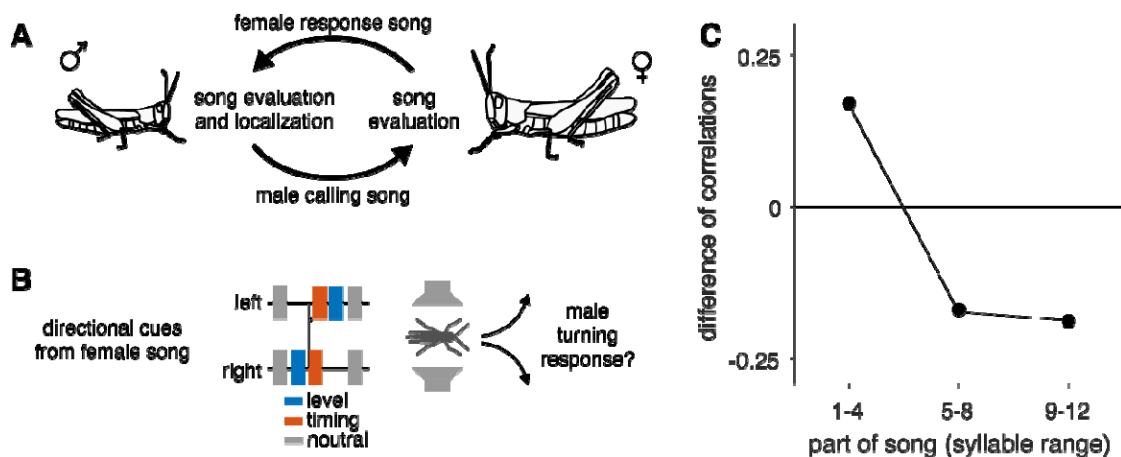 A
female response song
♂
♀
song evaluation
and localization
song
evaluation
male calling song
B
directional cues
from female song
left
right
level
timing
noutral
male
turning
response?
C
difference of correlations
0.25
0
-0.25
1-4
5-8
9-12
part of song (syllable range)